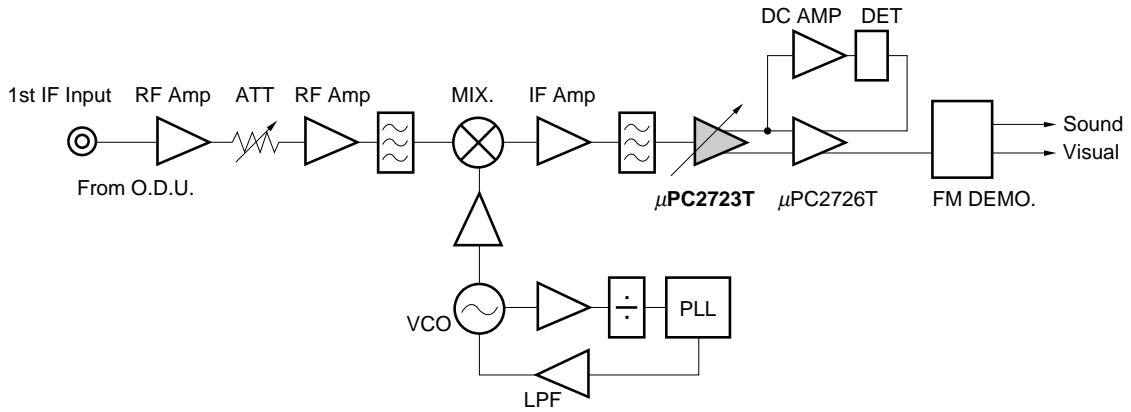 DC AMP
DET
1st IF Input
RF Amp
ATT
RF Amp
MIX.
IF Amp
Sound
Visual
From O.D.U.
μPC2723T
μPC2726T
FM DEMO.
÷
PLL
VCO
LPF